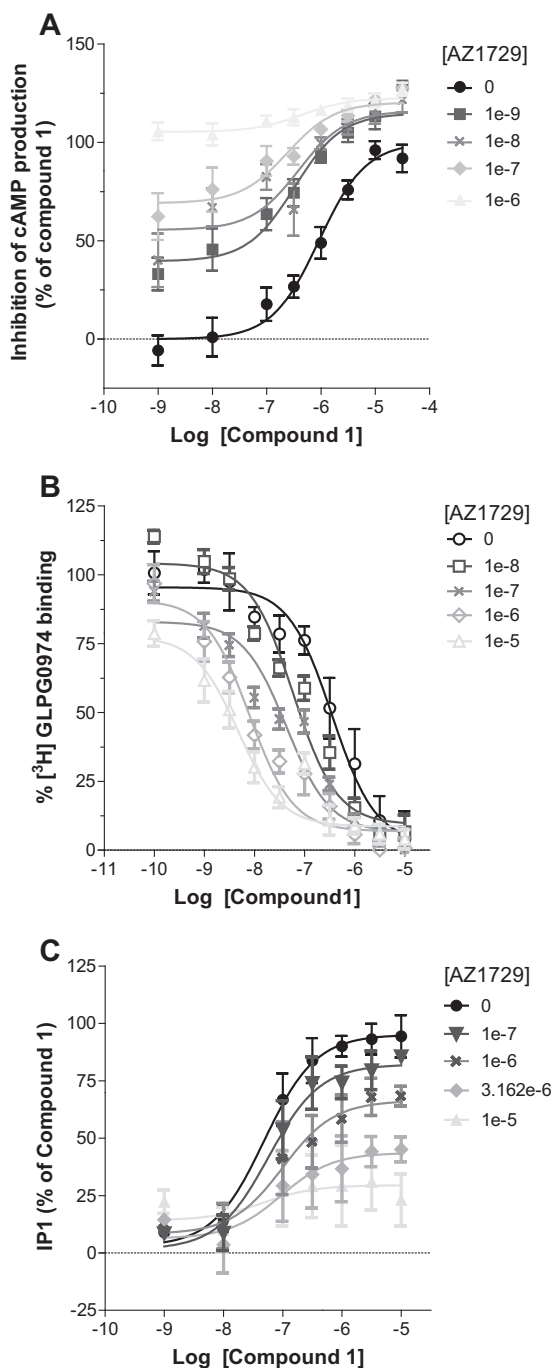 A
Inhibition of cAMP production
(% of compound 1)
150
100
50
0
-10 -9 -8 -7 -6 -5 -4
Log [Compound 1]
[AZ1729]
0
1e-9
1e-8
1e-7
1e-6
B
% [³H] GLPG0974 binding
125
100
75
50
25
0
-10 -9 -8 -7 -6 -5
Log [Compound1]
[AZ1729]
0
1e-8
1e-7
1e-6
1e-5
C
IP1 (% of Compound 1)
125
100
75
50
25
0
-25
-10 -9 -8 -7 -6 -5
Log [Compound 1]
[AZ1729]
0
1e-7
1e-6
3.162e-6
1e-5